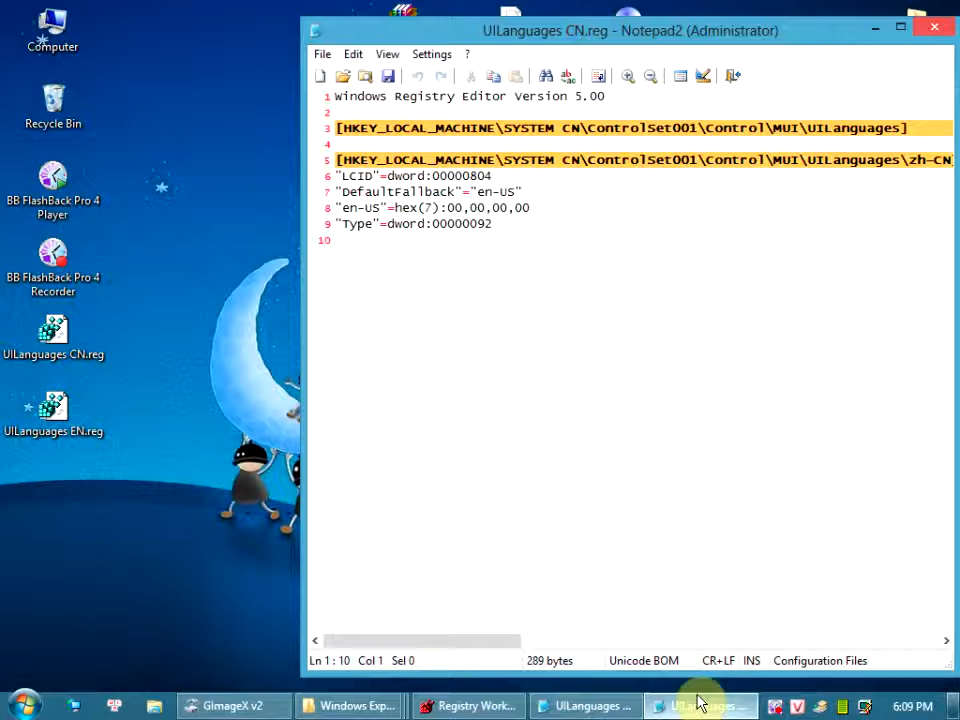 Computer
Recycle Bin
BB FlashBack Pro 4
Player
BB FlashBack Pro 4
Recorder
UILanguages CN.reg
UILanguages EN.reg
UILanguages CN.reg - Notepad2 (Administrator)
File Edit View Settings ?
1 Windows Registry Editor Version 5.00
2
3 [HKEY_LOCAL_MACHINE\SYSTEM CN\ControlSet001\Control\MUI\UILanguages]
4
5 [HKEY_LOCAL_MACHINE\SYSTEM CN\ControlSet001\Control\MUI\UILanguages\zh-CN
6 "LCID"=dword:00000804
7 "DefaultFallback"="en-US"
8 "en-US"=hex(7):00,00,00,00
9 "Type"=dword:00000092
10
Ln 1 : 10 Col 1 Sel 0 289 bytes Unicode BOM CR+LF INS Configuration Files
GImageX v2 Windows Exp... Registry Work... UILanguages ... UILanguages ... 6:09 PM